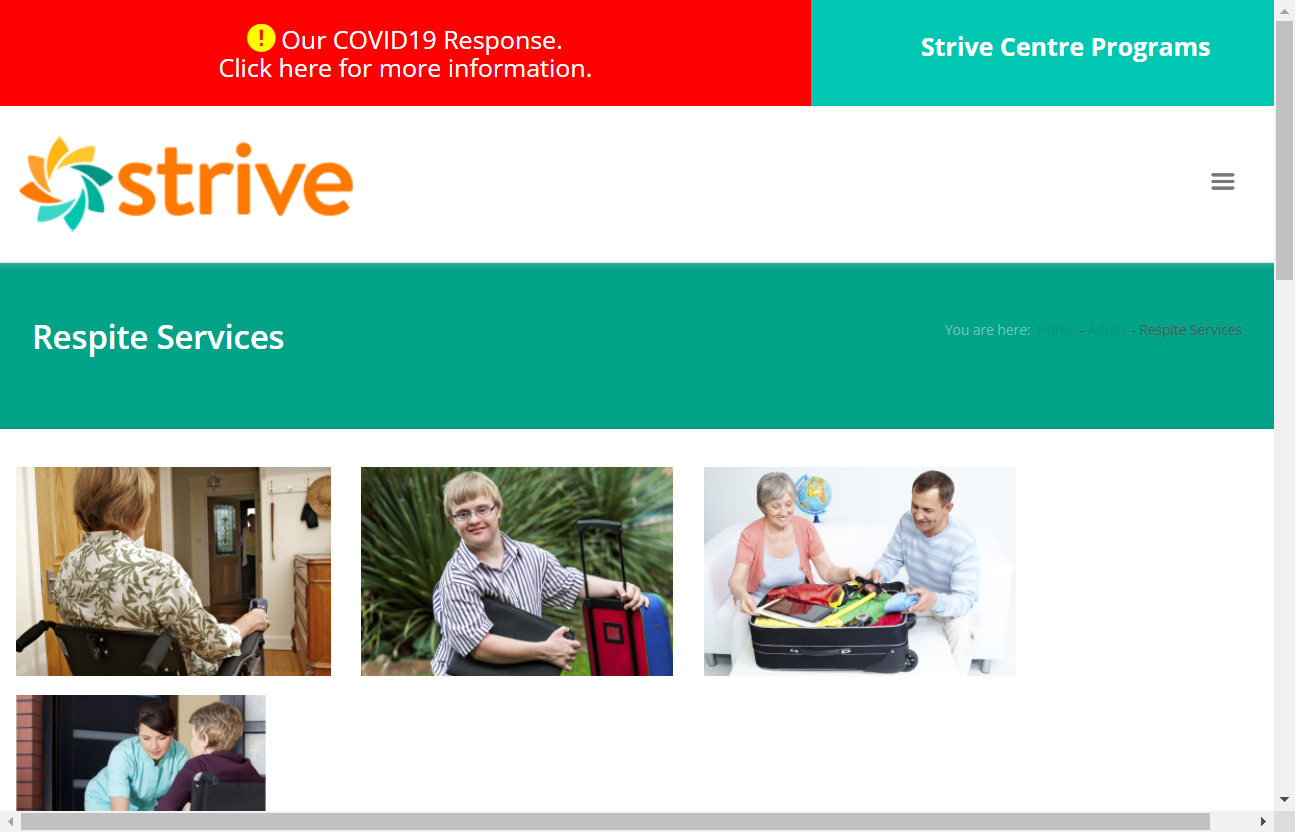 Our COVID19 Response.
Click here for more information.
Strive Centre Programs
strive
Respite Services
You are here: Home - Adults - Respite Services